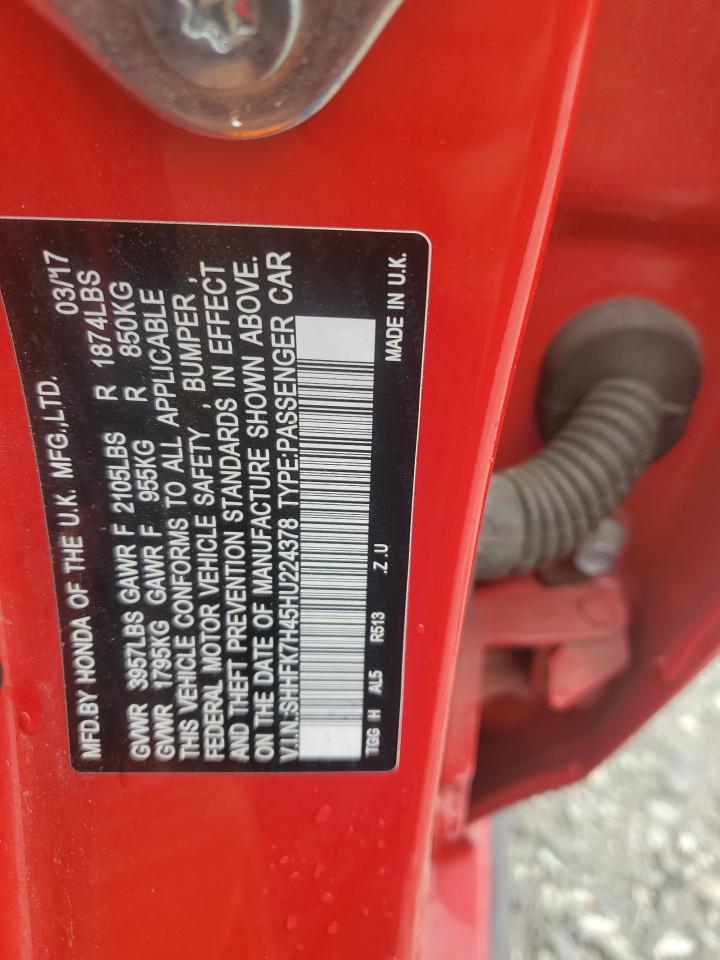 MFD.BY HONDA OF THE U.K. MFG.,LTD. 03/17
GVWR 3957LBS GAWR F 2105LBS R 1874LBS
GVWR 1795KG GAWR F 955KG R 850KG
THIS VEHICLE CONFORMS TO ALL APPLICABLE
FEDERAL MOTOR VEHICLE SAFETY , BUMPER ,
AND THEFT PREVENTION STANDARDS IN EFFECT
ON THE DATE OF MANUFACTURE SHOWN ABOVE.
V.I.N.:SHHFK7H45HU224378 TYPE:PASSENGER CAR
TGG H AL5 R513 .Z .U MADE IN U.K.